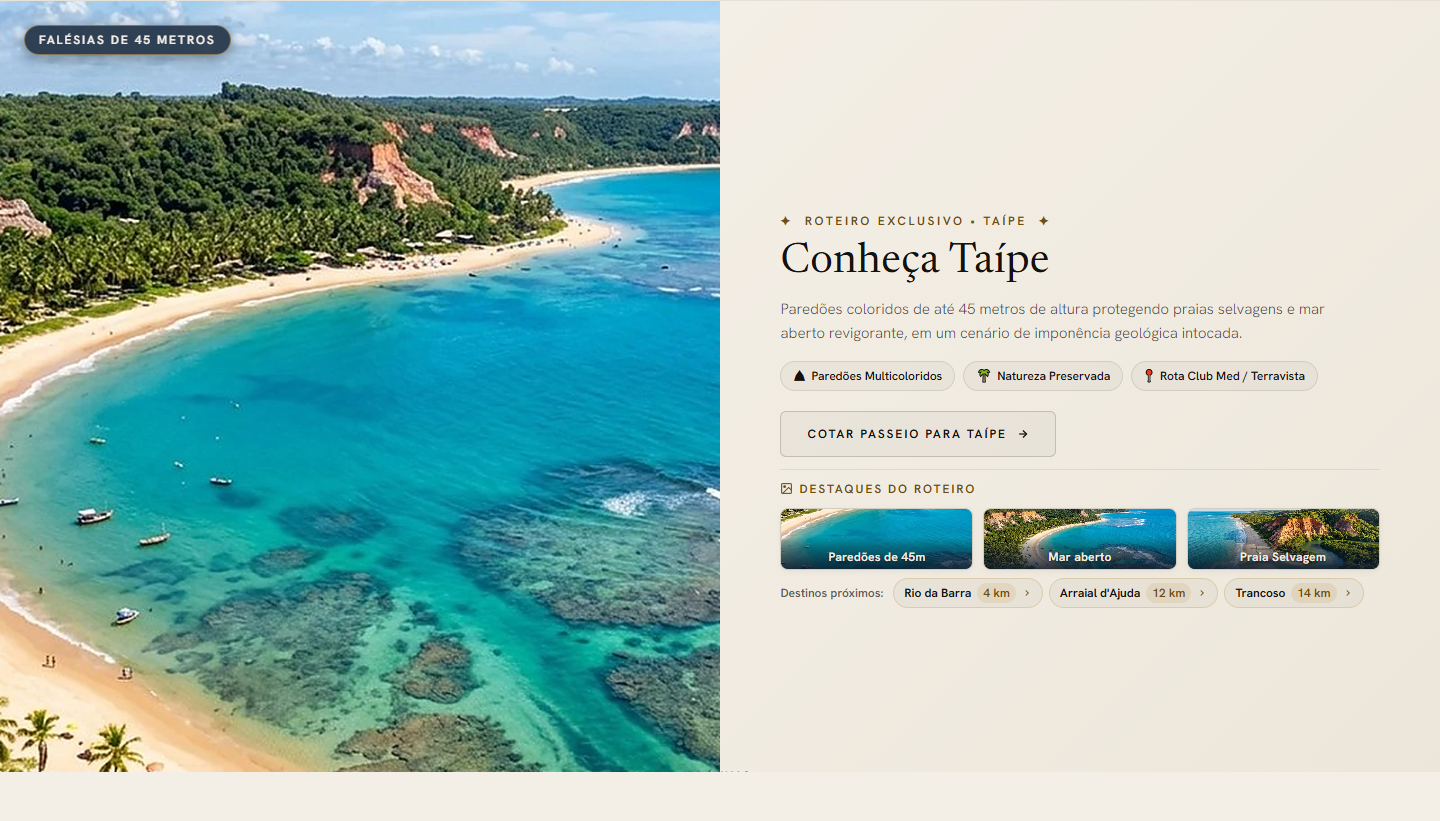 FALÉSIAS DE 45 METROS
ROTEIRO EXCLUSIVO • TAÍPE
Conheça Taípe
Paredões coloridos de até 45 metros de altura protegendo praias selvagens e mar
aberto revigorante, em um cenário de imponência geológica intocada.
Paredões Multicoloridos
Natureza Preservada
Rota Club Med / Terravista
COTAR PASSEIO PARA TAÍPE →
DESTAQUES DO ROTEIRO
Paredões de 45m
Mar aberto
Praia Selvagem
Destinos próximos: Rio da Barra 4 km › Arraial d'Ajuda 12 km › Trancoso 14 km ›